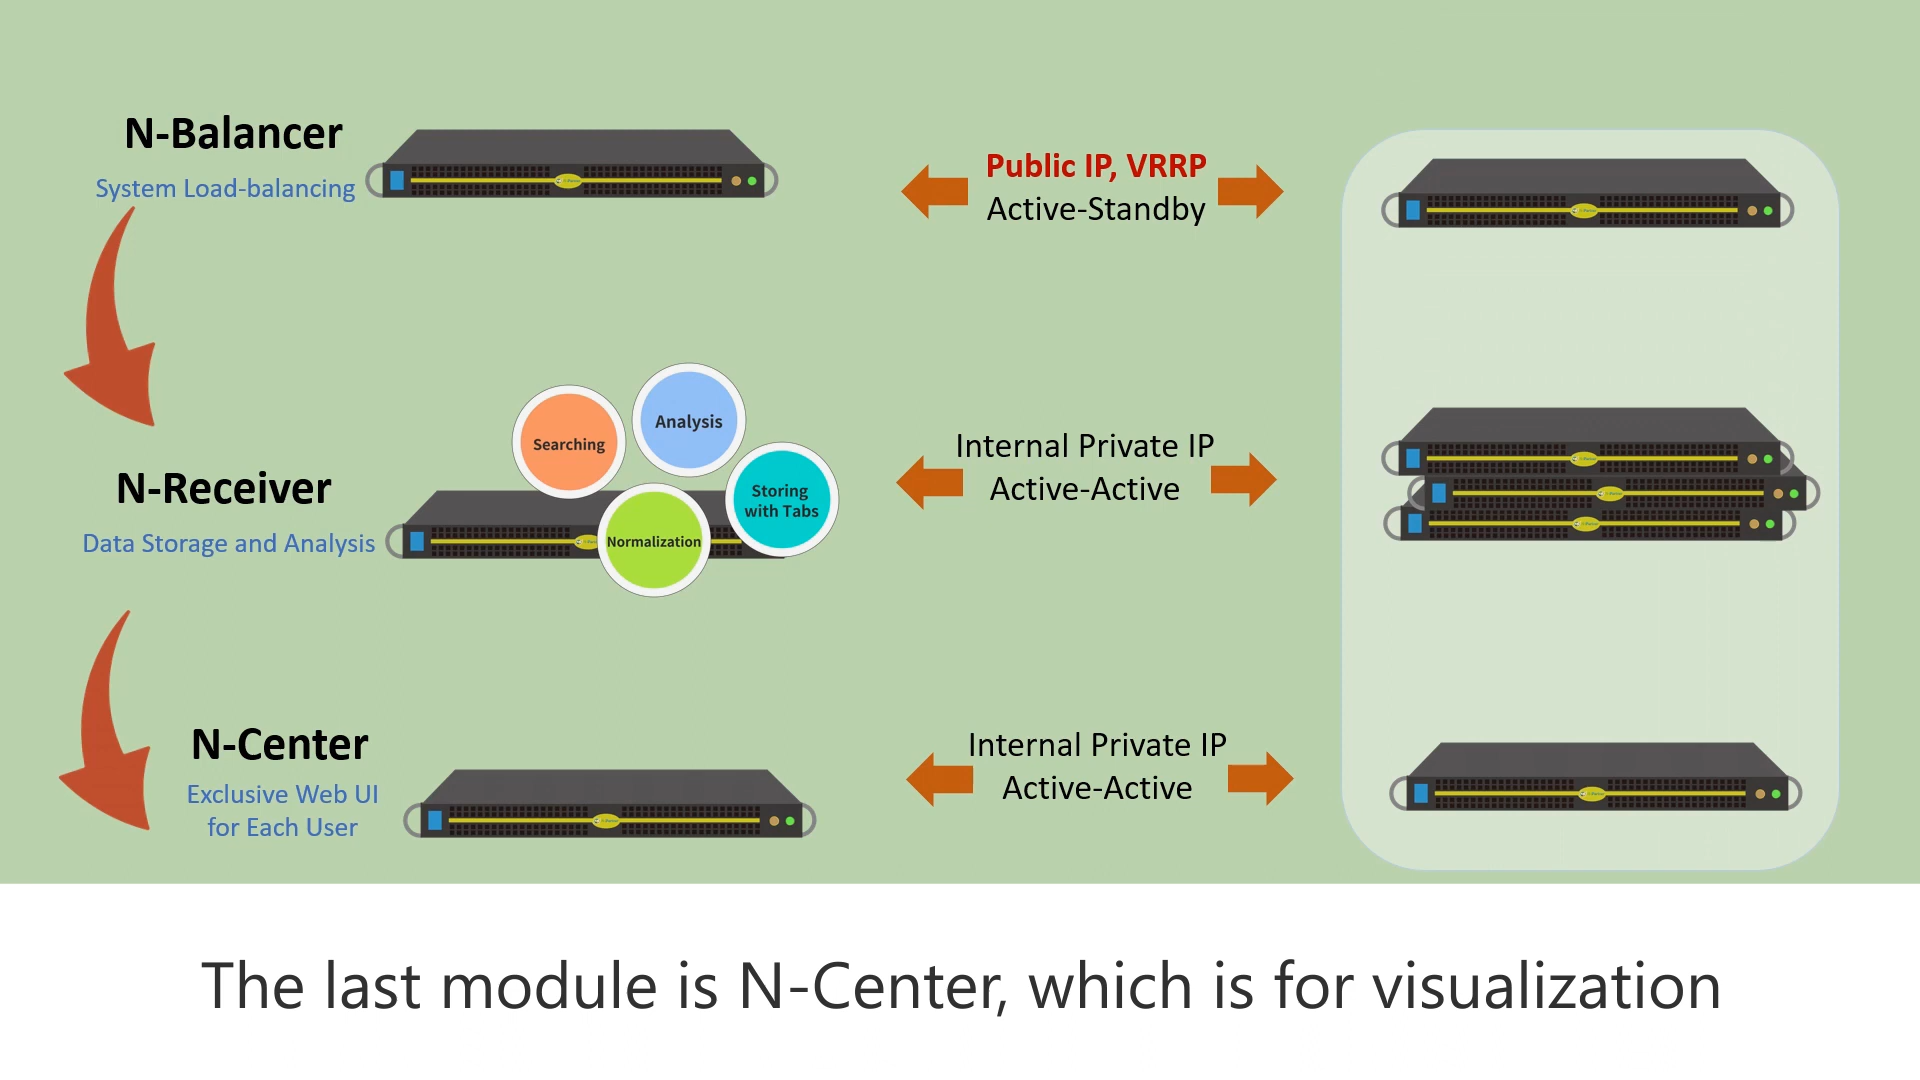 N-Balancer
System Load-balancing
Public IP, VRRP
Active-Standby
Searching
Analysis
Storing
with Tabs
Normalization
N-Receiver
Data Storage and Analysis
Internal Private IP
Active-Active
N-Center
Exclusive Web UI
for Each User
Internal Private IP
Active-Active
The last module is N-Center, which is for visualization